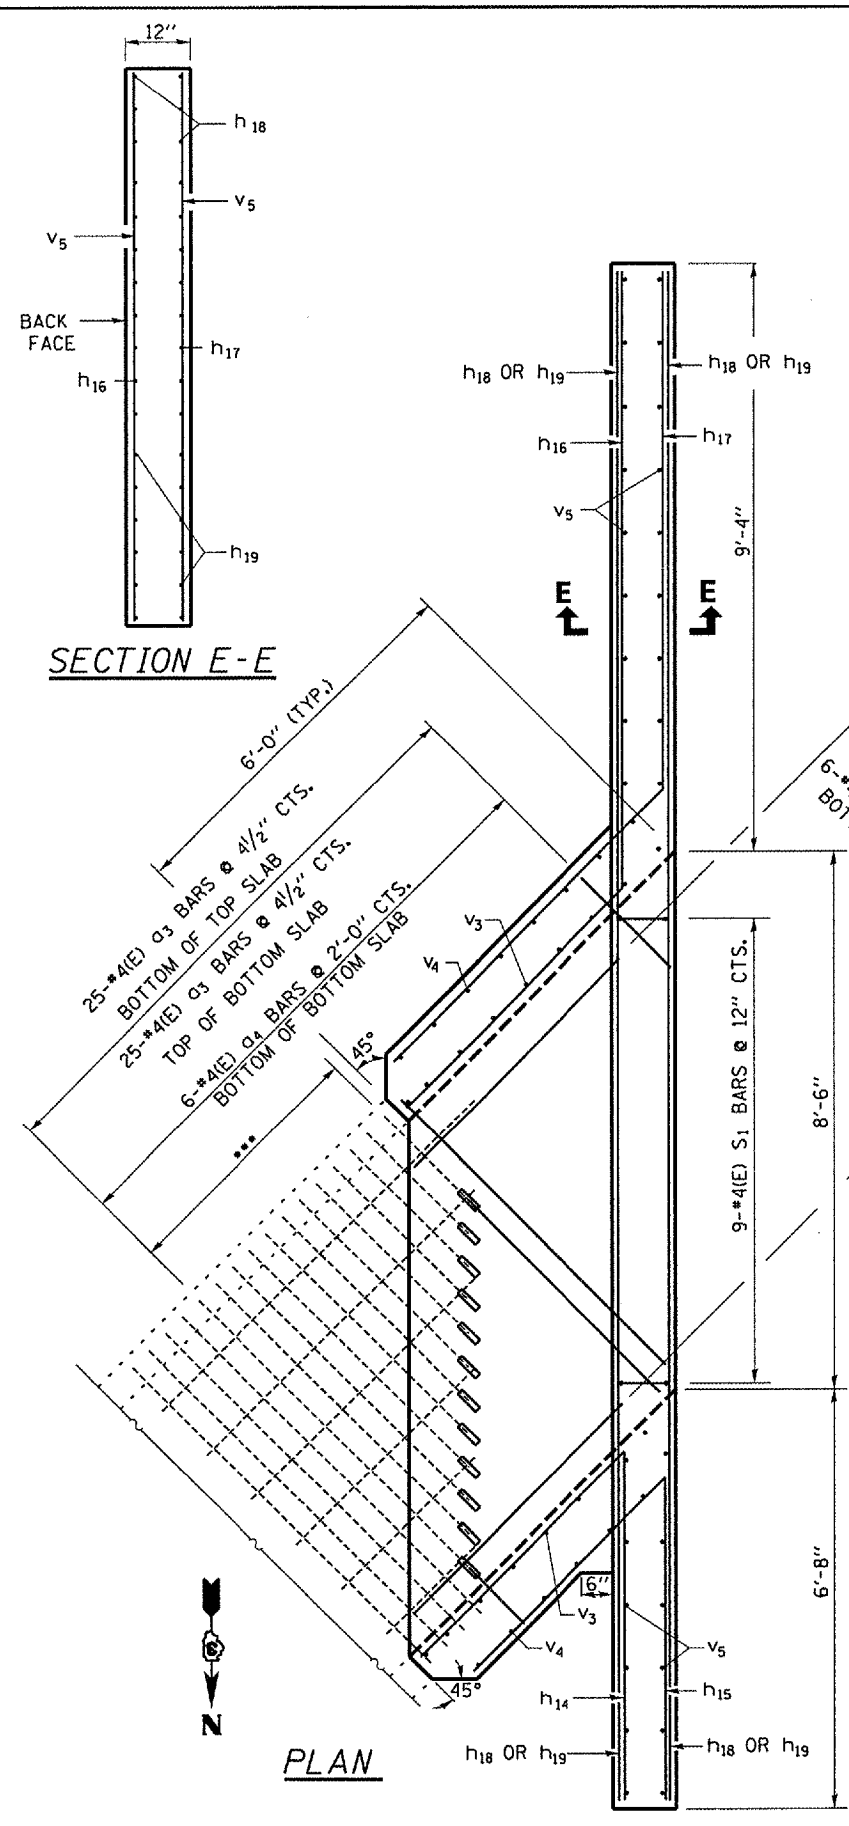 12"
h18
v5
v5
BACK
FACE
h17
h16
h19
SECTION E-E
h18 OR h19
h18 OR h19
h16
h17
v5
9'-4"
E
E
6'-0" (TYP.)
25-#4(E) a3 BARS @ 4½" CTS.
BOTTOM OF TOP SLAB
25-#4(E) a3 BARS @ 4½" CTS.
TOP OF BOTTOM SLAB
6-#4(E) a4 BARS @ 2'-0" CTS.
BOTTOM OF BOTTOM SLAB
***
6-#
BOT
v3
v4
45°
9-#4(E) S1 BARS @ 12" CTS.
8'-6"
6"
v3
v4
v5
45°
6'-8"
h14
h15
h18 OR h19
h18 OR h19
N
PLAN